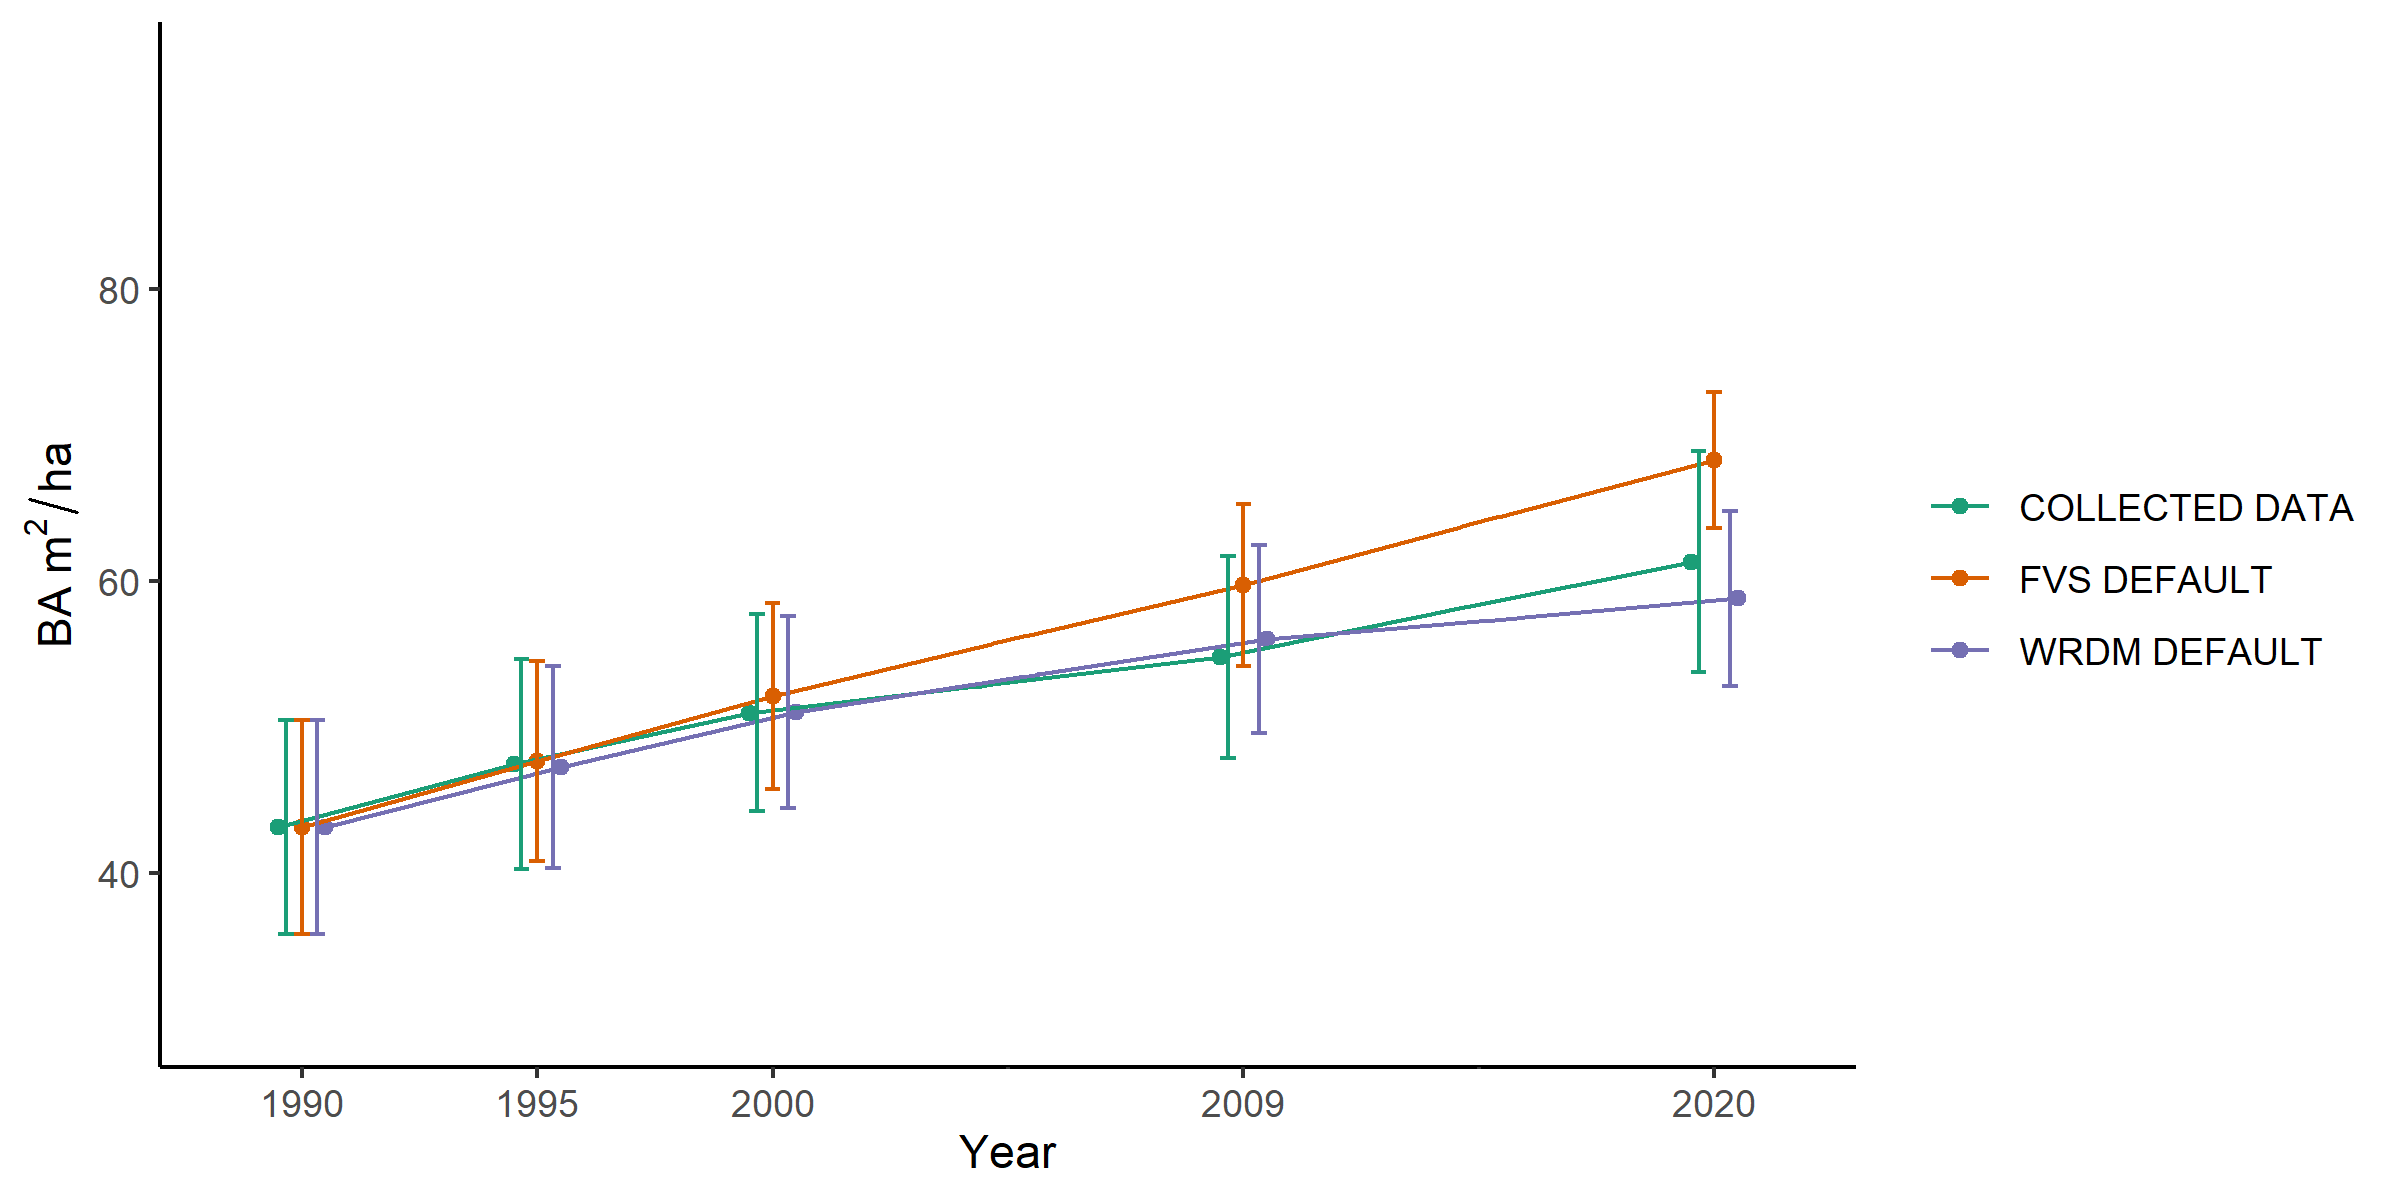 BA m²/ha
80
60
40
1990 1995 2000 2009 2020
Year
COLLECTED DATA
FVS DEFAULT
WRDM DEFAULT